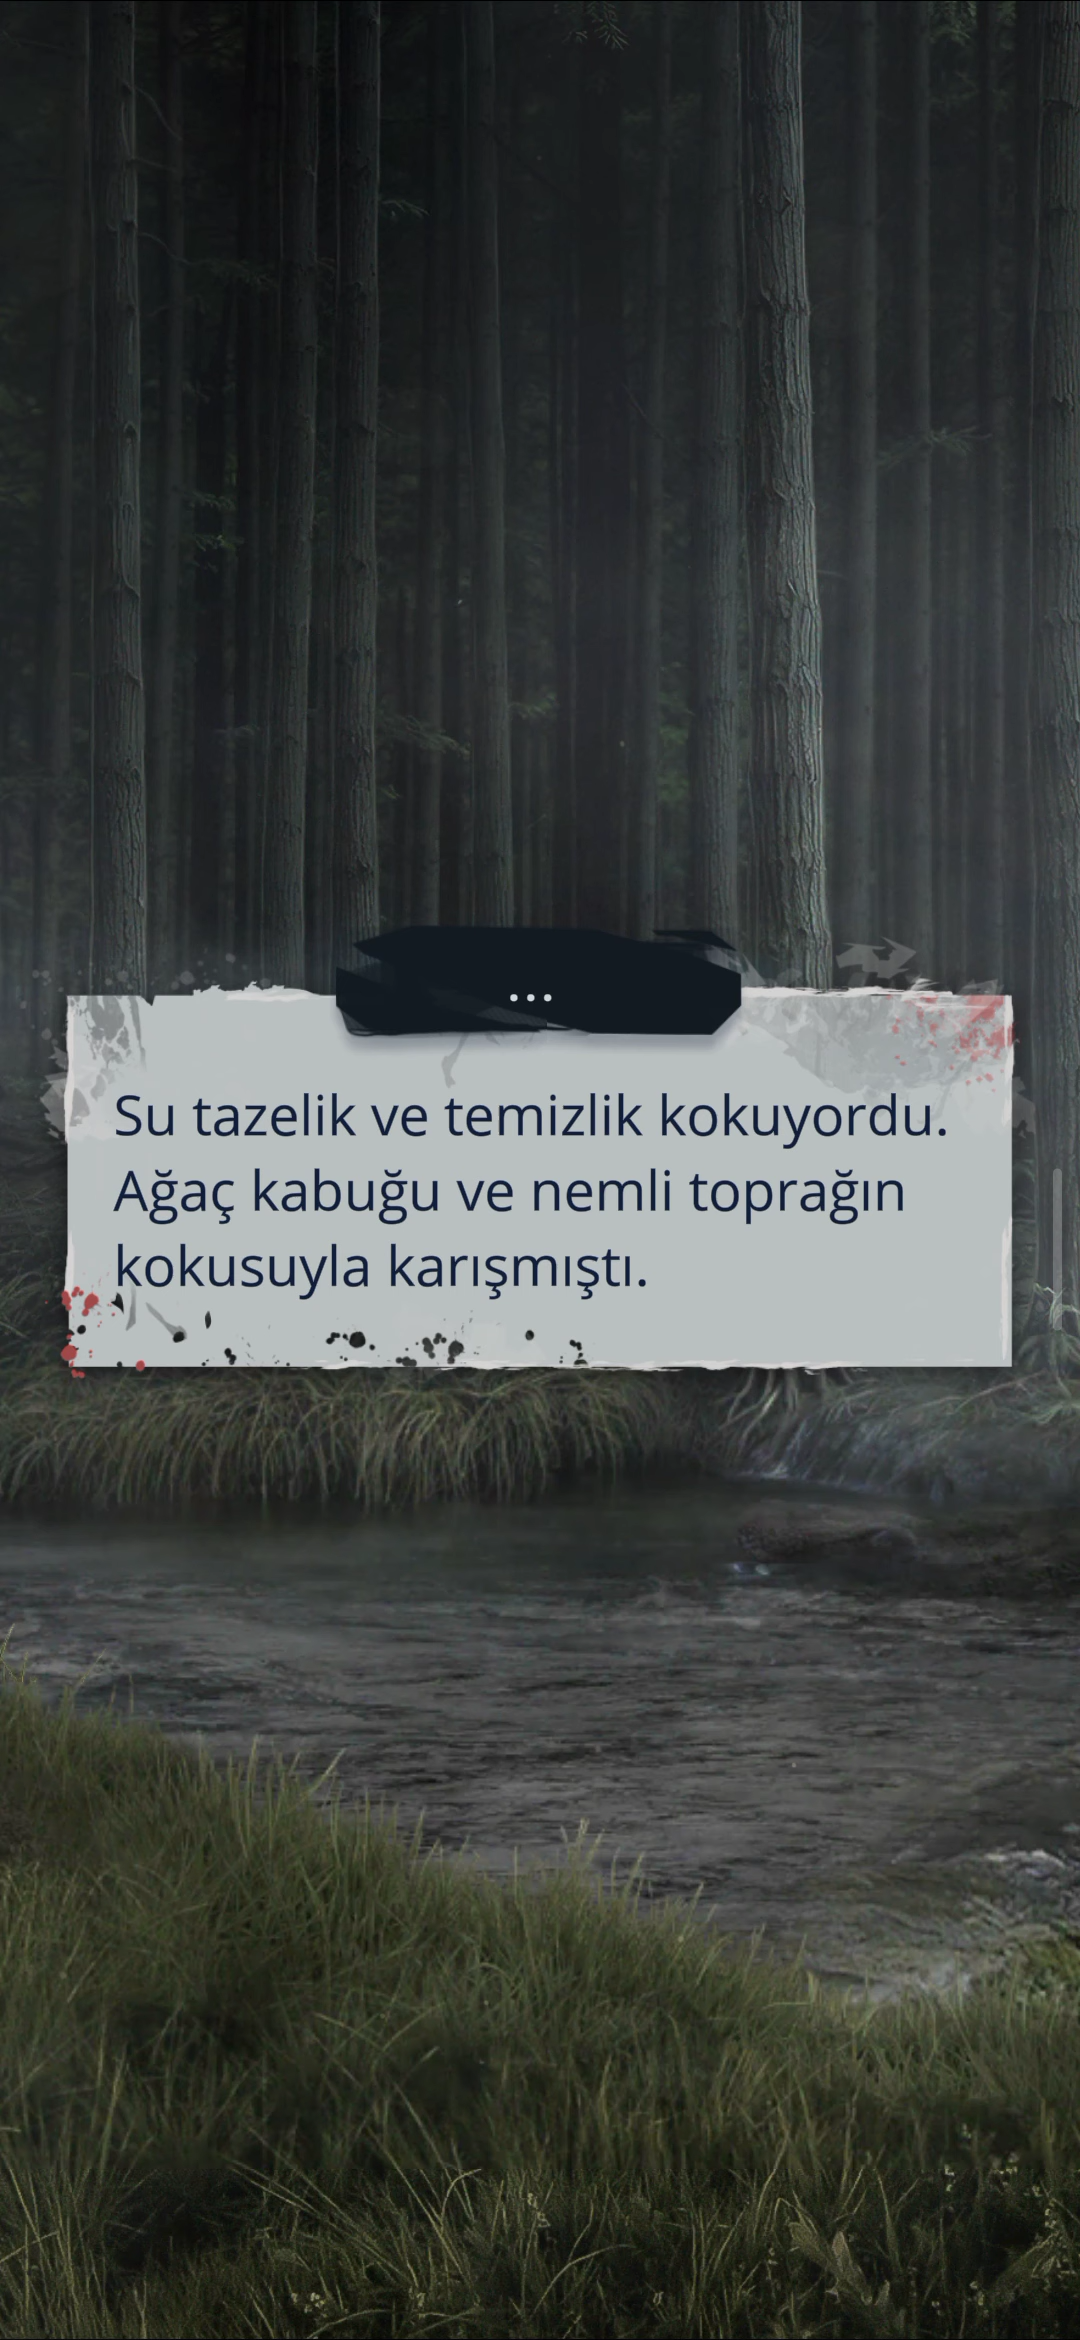 ...
Su tazelik ve temizlik kokuyordu.
Ağaç kabuğu ve nemli toprağın
kokusuyla karışmıştı.